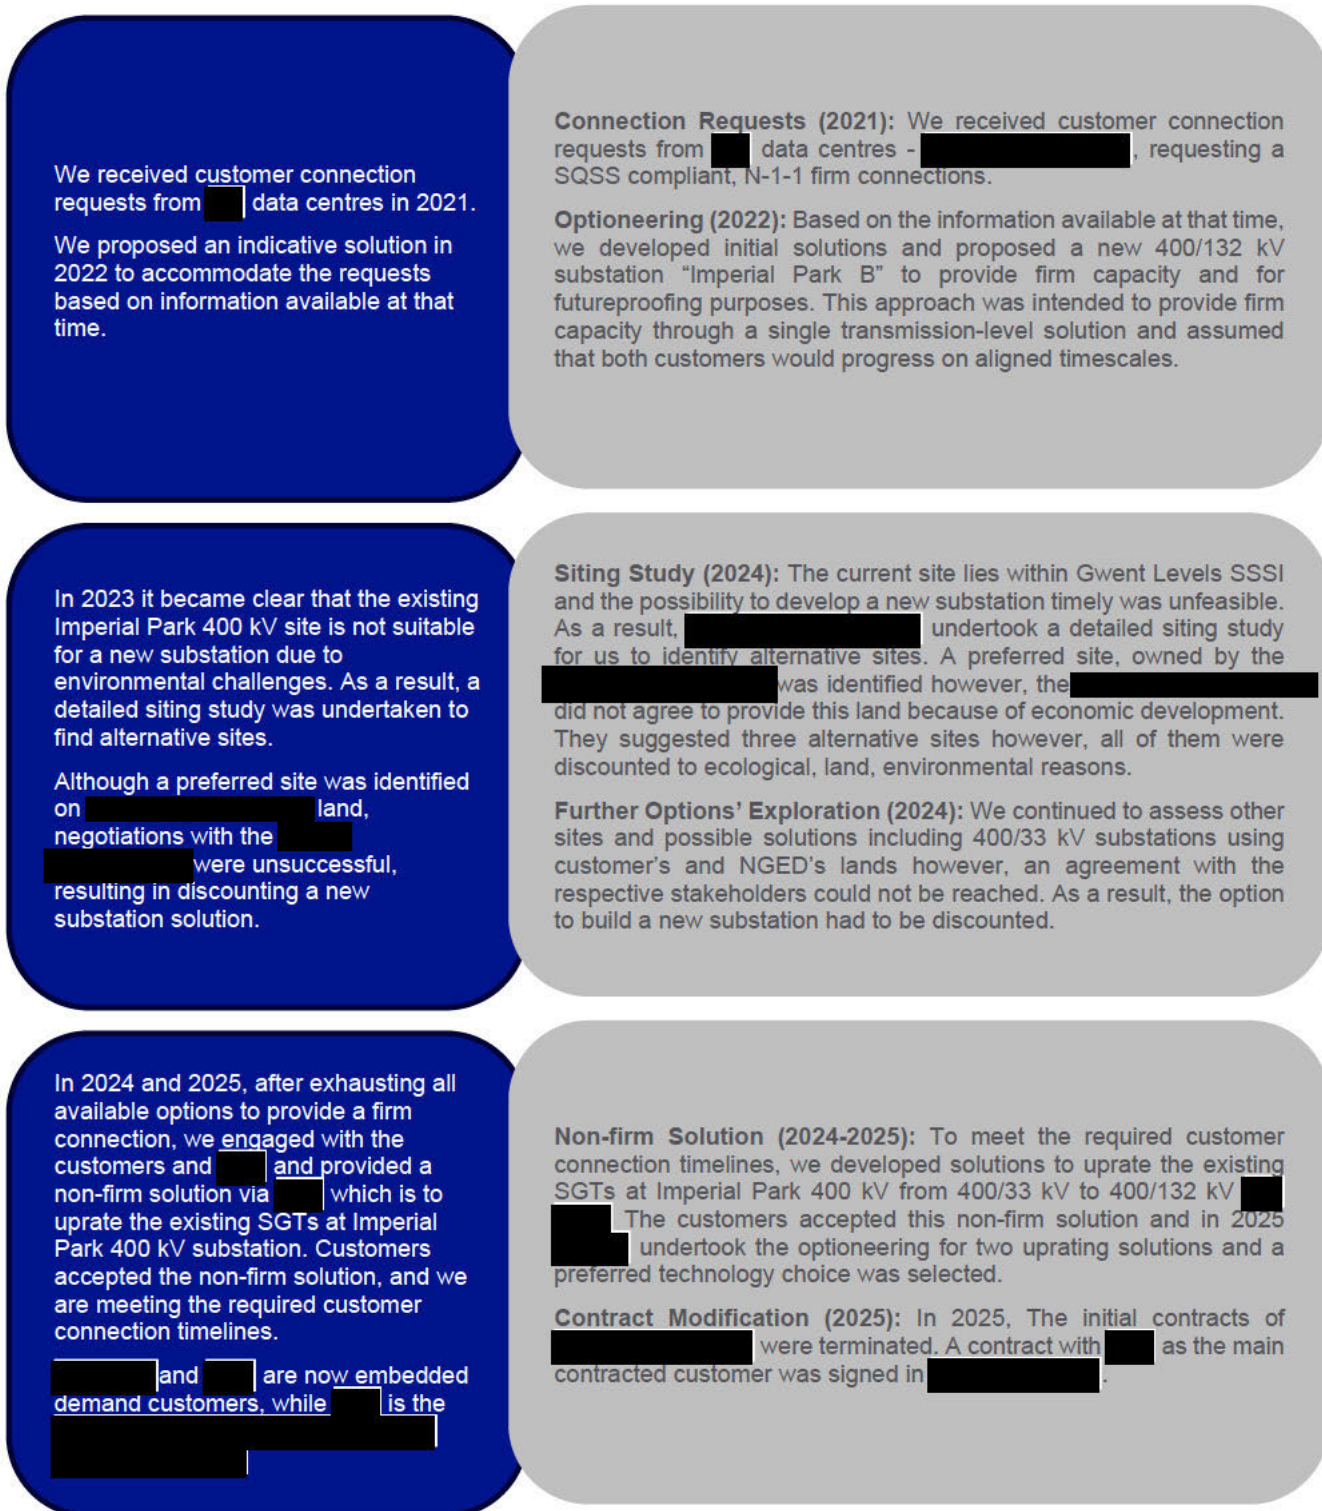 We received customer connection
requests from data centres in 2021.
We proposed an indicative solution in
2022 to accommodate the requests
based on information available at that
time.
Connection Requests (2021): We received customer connection
requests from data centres - , requesting a
SQSS compliant, N-1-1 firm connections.
Optioneering (2022): Based on the information available at that time,
we developed initial solutions and proposed a new 400/132 kV
substation “Imperial Park B” to provide firm capacity and for
futureproofing purposes. This approach was intended to provide firm
capacity through a single transmission-level solution and assumed
that both customers would progress on aligned timescales.
In 2023 it became clear that the existing
Imperial Park 400 kV site is not suitable
for a new substation due to
environmental challenges. As a result, a
detailed siting study was undertaken to
find alternative sites.
Although a preferred site was identified
on land,
negotiations with the
were unsuccessful,
resulting in discounting a new
substation solution.
Siting Study (2024): The current site lies within Gwent Levels SSSI
and the possibility to develop a new substation timely was unfeasible.
As a result, undertook a detailed siting study
for us to identify alternative sites. A preferred site, owned by the
was identified however, the
did not agree to provide this land because of economic development.
They suggested three alternative sites however, all of them were
discounted to ecological, land, environmental reasons.
Further Options’ Exploration (2024): We continued to assess other
sites and possible solutions including 400/33 kV substations using
customer’s and NGED’s lands however, an agreement with the
respective stakeholders could not be reached. As a result, the option
to build a new substation had to be discounted.
In 2024 and 2025, after exhausting all
available options to provide a firm
connection, we engaged with the
customers and and provided a
non-firm solution via which is to
uprate the existing SGTs at Imperial
Park 400 kV substation. Customers
accepted the non-firm solution, and we
are meeting the required customer
connection timelines.
and are now embedded
demand customers, while is the
Non-firm Solution (2024-2025): To meet the required customer
connection timelines, we developed solutions to uprate the existing
SGTs at Imperial Park 400 kV from 400/33 kV to 400/132 kV
The customers accepted this non-firm solution and in 2025
undertook the optioneering for two uprating solutions and a
preferred technology choice was selected.
Contract Modification (2025): In 2025, The initial contracts of
were terminated. A contract with as the main
contracted customer was signed in .